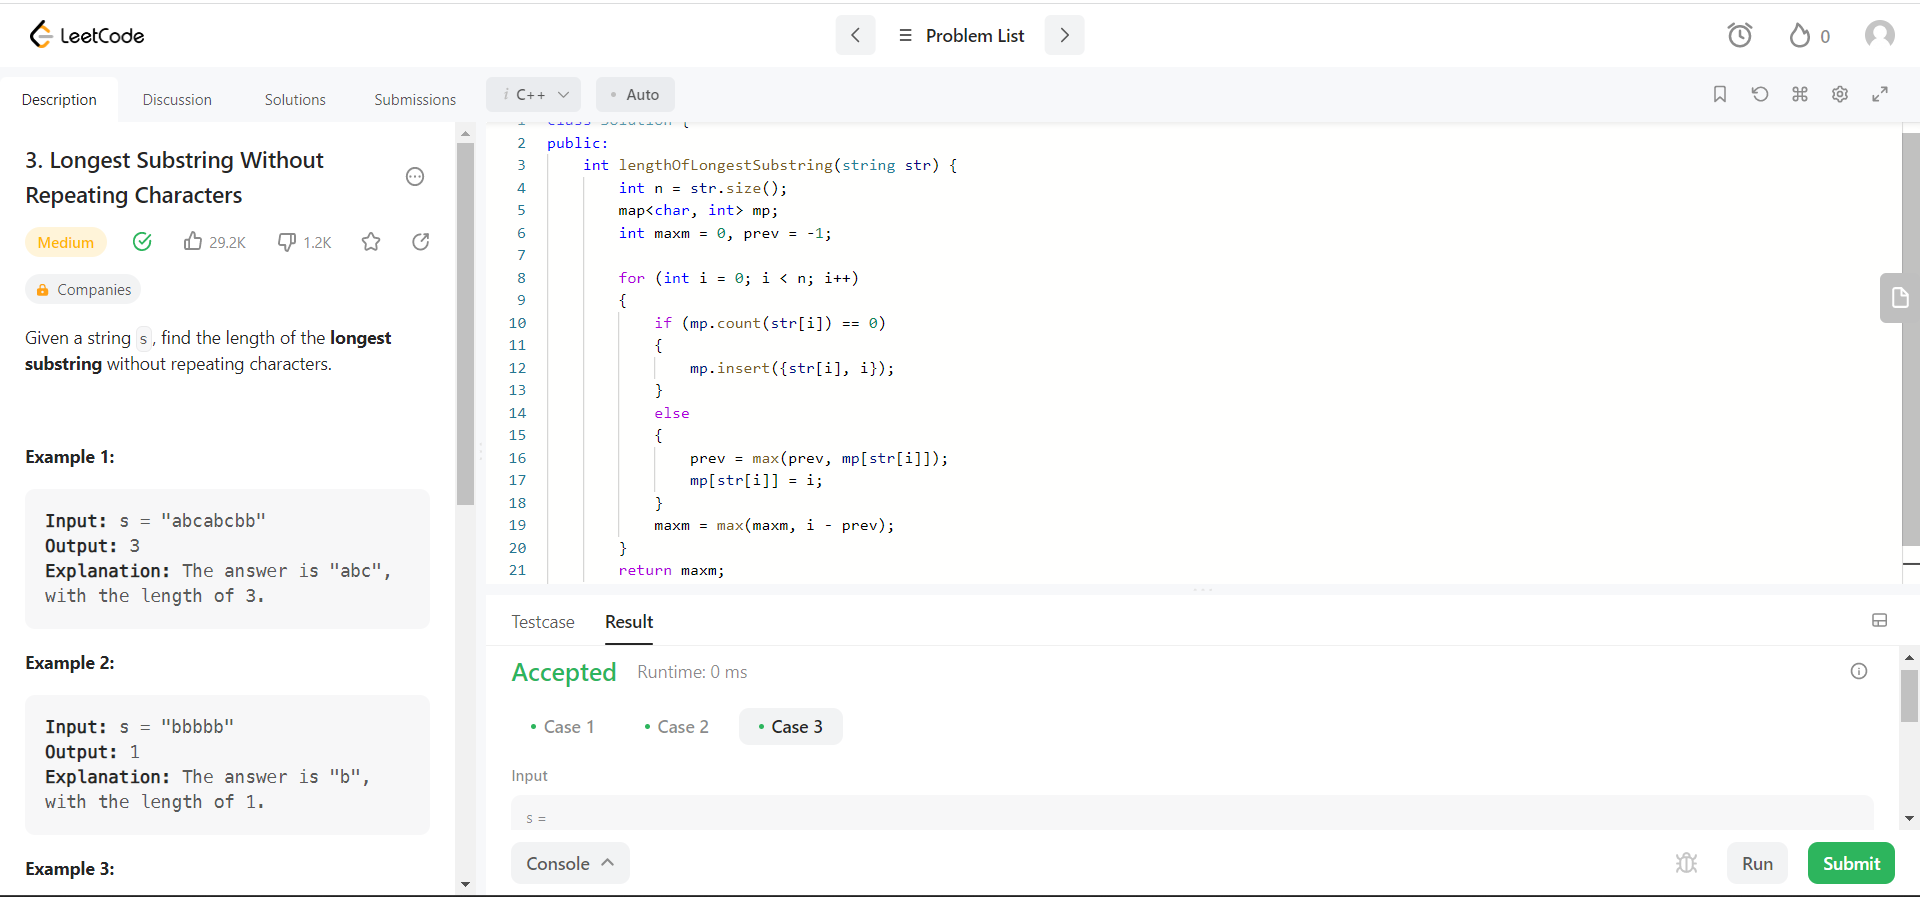 LeetCode
Problem List
0
Description
Discussion
Solutions
Submissions
3. Longest Substring Without
Repeating Characters
Medium
29.2K
1.2K
Companies
Given a string s, find the length of the longest
substring without repeating characters.
Example 1:
Input: s = "abcabcbb"
Output: 3
Explanation: The answer is "abc",
with the length of 3.
Example 2:
Input: s = "bbbbb"
Output: 1
Explanation: The answer is "b",
with the length of 1.
Example 3:
i C++
Auto
1 class Solution {
2 public:
3 int lengthOfLongestSubstring(string str) {
4 int n = str.size();
5 map<char, int> mp;
6 int maxm = 0, prev = -1;
7
8 for (int i = 0; i < n; i++)
9 {
10 if (mp.count(str[i]) == 0)
11 {
12 mp.insert({str[i], i});
13 }
14 else
15 {
16 prev = max(prev, mp[str[i]]);
17 mp[str[i]] = i;
18 }
19 maxm = max(maxm, i - prev);
20 }
21 return maxm;
Testcase
Result
Accepted
Runtime: 0 ms
Case 1
Case 2
Case 3
Input
s =
Console
Run
Submit